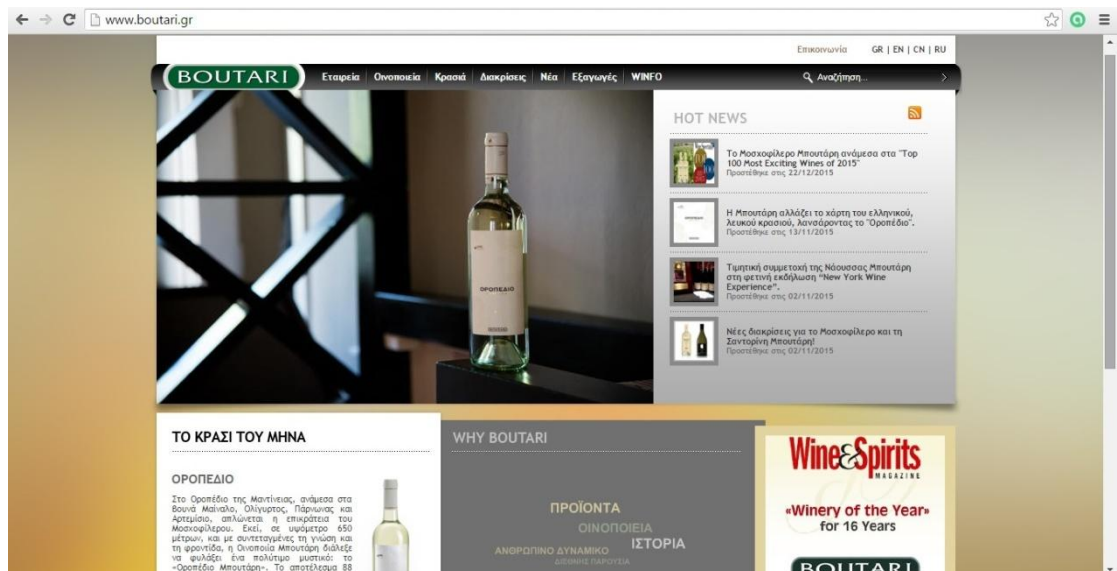 www.boutari.gr
Επικοινωνία GR | EN | CN | RU
BOUTARI Εταιρεία Οινοποιεία Κρασιά Διακρίσεις Νέα Εξαγωγές WINFO Αναζήτηση...
HOT NEWS
Το Μοσχοφίλερο Μπουτάρη ανάμεσα στα "Top
100 Most Exciting Wines of 2015"
Προστέθηκε στις 22/12/2015
Η Μπουτάρη αλλάζει το χάρτη του ελληνικού,
λευκού κρασιού, λανσάροντας το "Οροπέδιο".
Προστέθηκε στις 13/11/2015
Τιμητική συμμετοχή της Νάουσσας Μπουτάρη
στη φετινή εκδήλωση “New York Wine
Experience”.
Προστέθηκε στις 02/11/2015
Νέες διακρίσεις για το Μοσχοφίλερο και τη
Σαντορίνη Μπουτάρη!
Προστέθηκε στις 02/11/2015
ΟΡΟΠΕΔΙΟ
ΤΟ ΚΡΑΣΙ ΤΟΥ ΜΗΝΑ
ΟΡΟΠΕΔΙΟ
Στο Οροπέδιο της Μαντίνειας, ανάμεσα στα
Βουνά Μαίναλο, Ολίγυρτος, Πάρνωνας και
Αρτεμίσιο, απλώνεται η επικράτεια του
Μοσχοφίλερου. Εκεί, σε υψόμετρο 650
μέτρων, και με συντεταγμένες τη γνώση και
τη φροντίδα, η Οινοποιία Μπουτάρη διάλεξε
να φυλάξει ένα πολύτιμο μυστικό: το
«Οροπέδιο Μπουτάρη». Το αποτέλεσμα 88
WHY BOUTARI
ΠΡΟΪΟΝΤΑ
ΟΙΝΟΠΟΙΕΙΑ
ΙΣΤΟΡΙΑ
ΑΝΘΡΩΠΙΝΟ ΔΥΝΑΜΙΚΟ
ΔΙΕΘΝΗΣ ΠΑΡΟΥΣΙΑ
Wine&Spirits
MAGAZINE
«Winery of the Year»
for 16 Years
BOUTARI